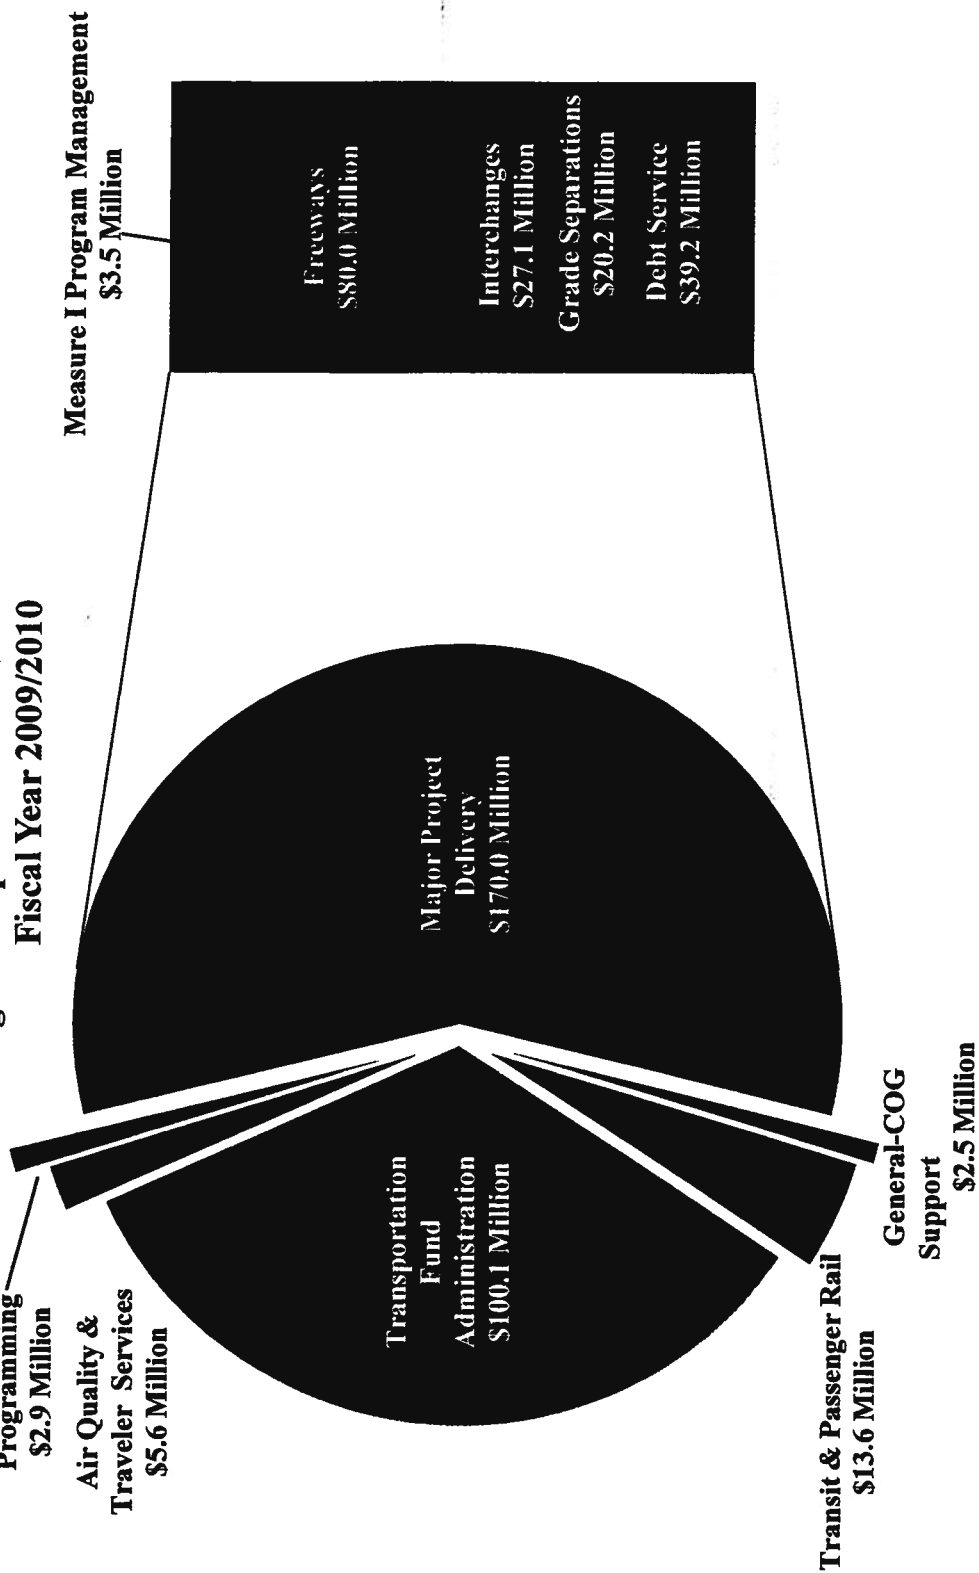 Fiscal Year 2009/2010
Programming
$2.9 Million
Air Quality &
Traveler Services
$5.6 Million
Transportation
Fund
Administration
$100.1 Million
Transit & Passenger Rail
$13.6 Million
General-COG
Support
$2.5 Million
Major Project
Delivery
$170.0 Million
Measure I Program Management
$3.5 Million
Freeways
$80.0 Million
Interchanges
$27.1 Million
Grade Separations
$20.2 Million
Debt Service
$39.2 Million